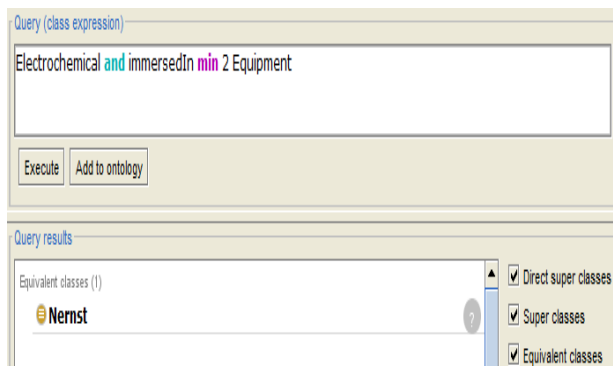 Query (class expression)
Electrochemical and immersedIn min 2 Equipment
Execute
Add to ontology
Query results
Equivalent classes (1)
Nernst
?
Direct super classes
Super classes
Equivalent classes